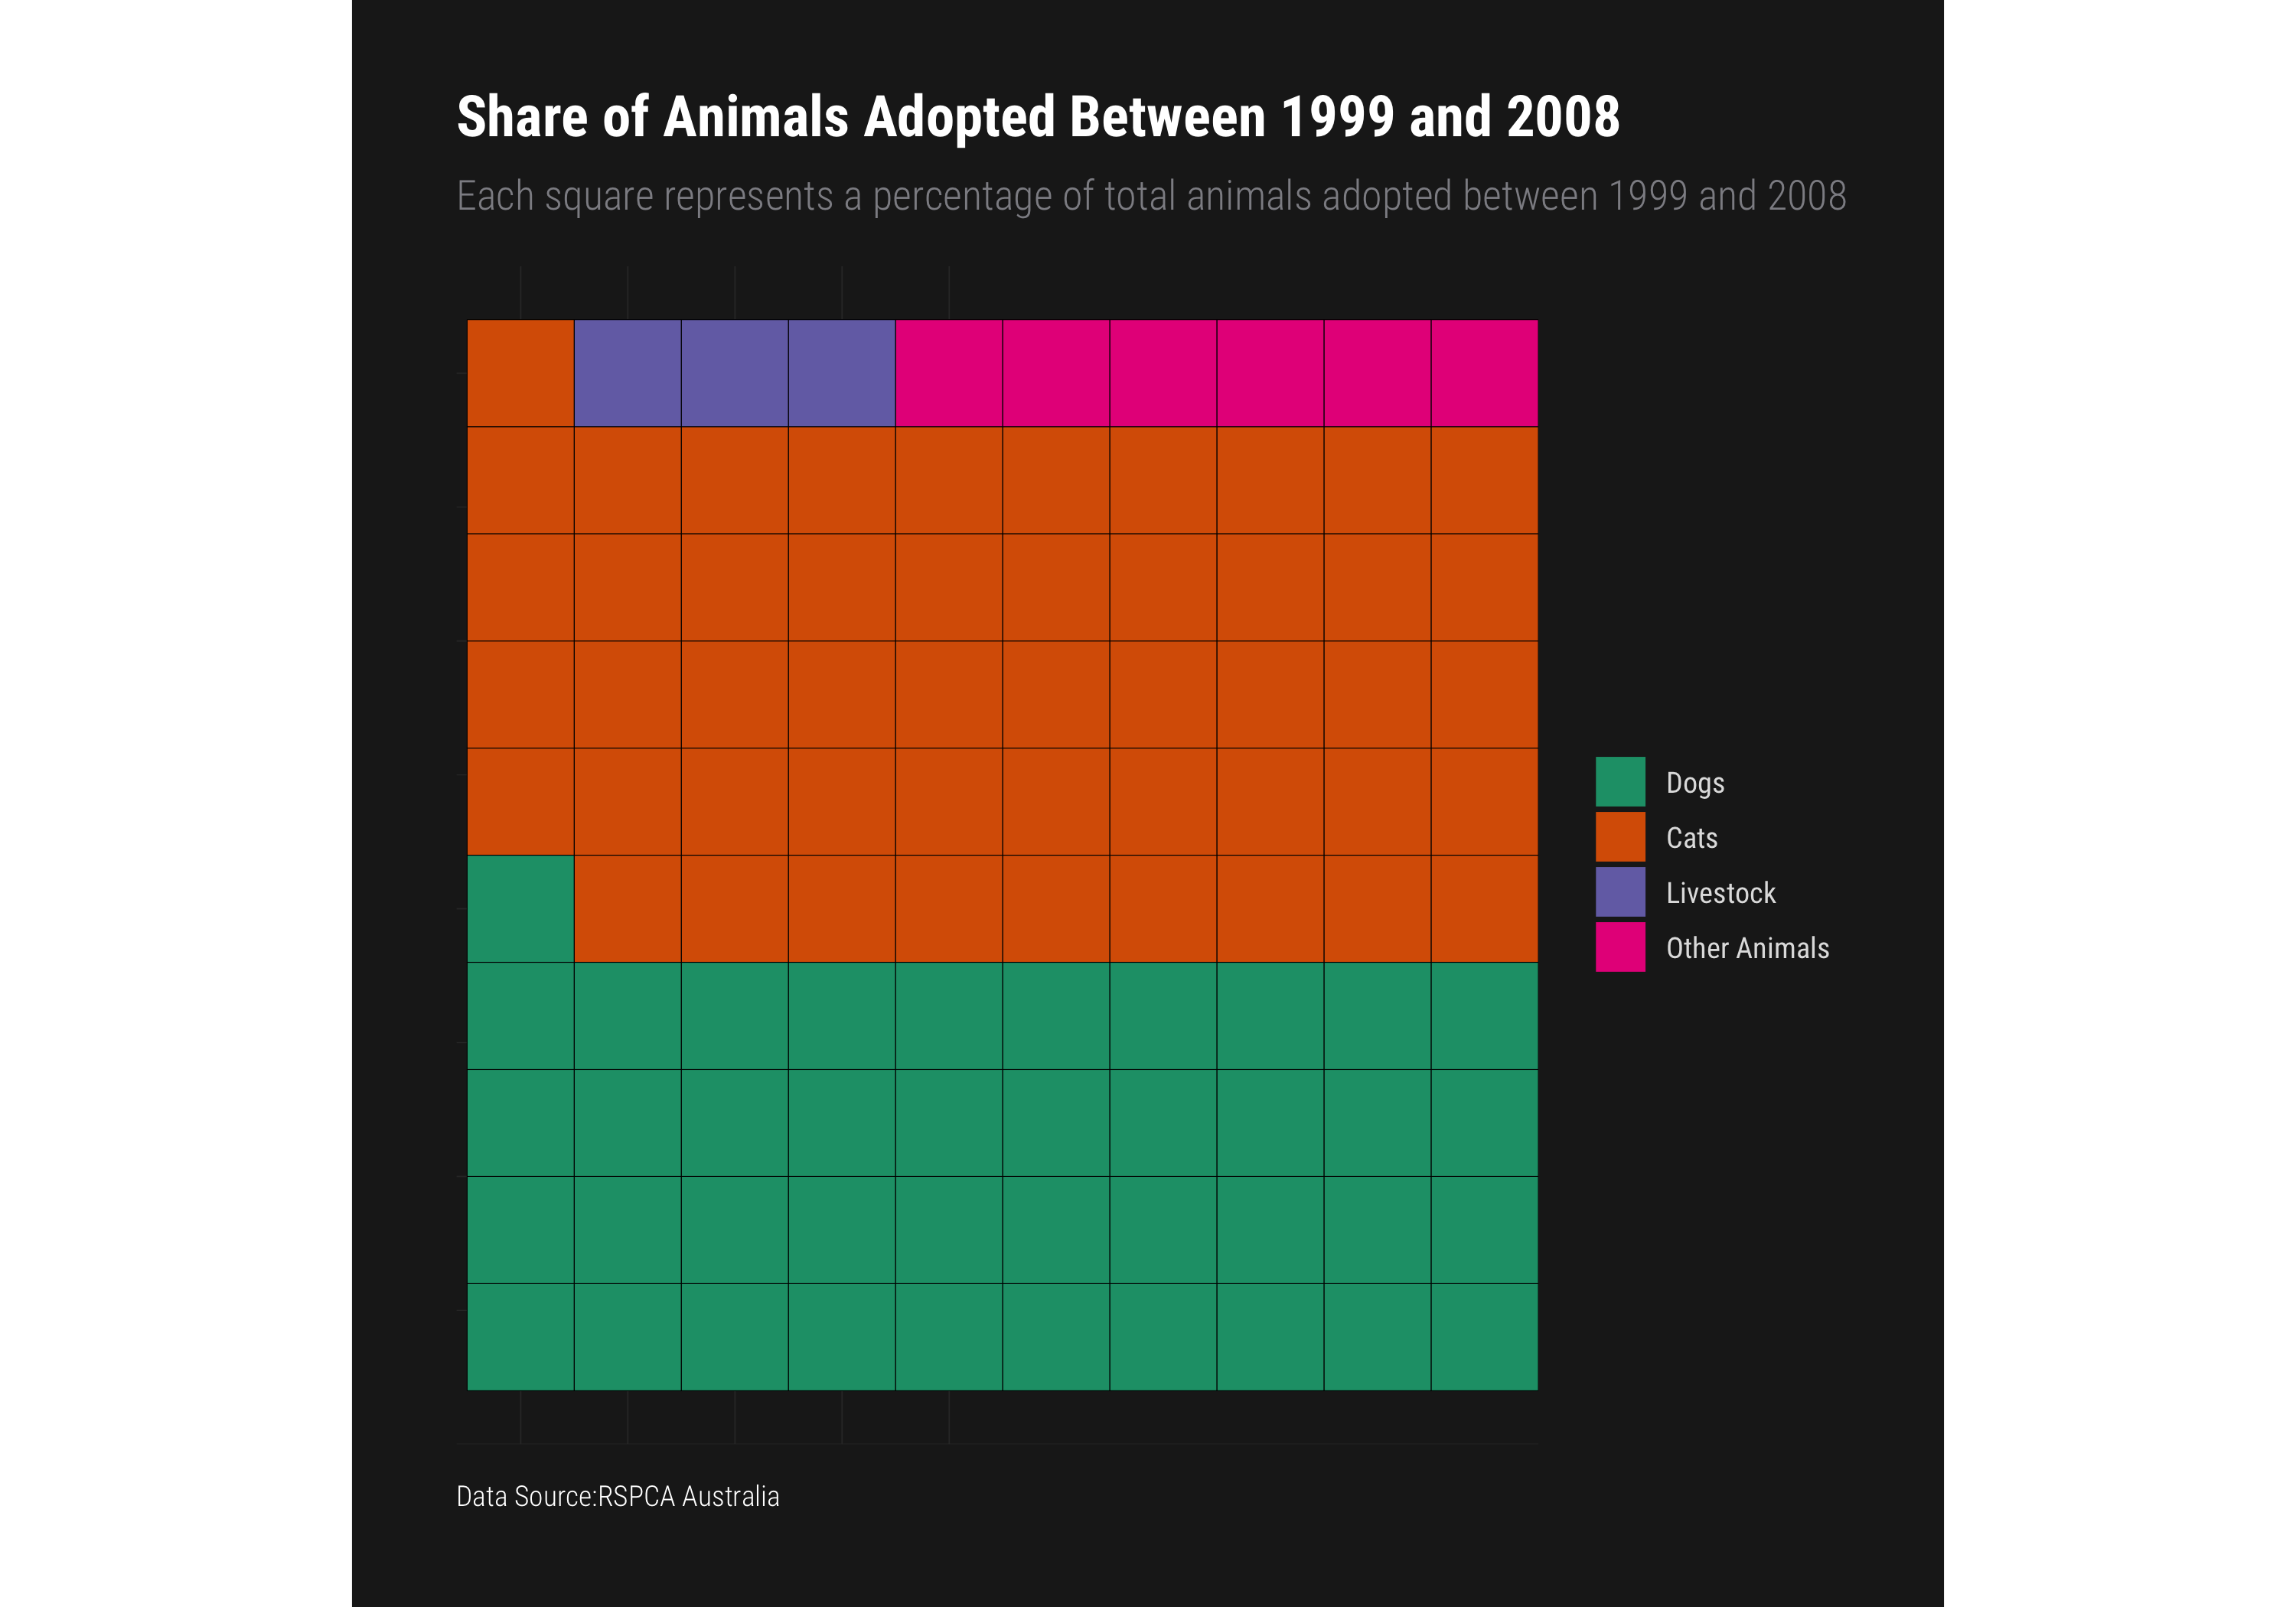 Share of Animals Adopted Between 1999 and 2008
Each square represents a percentage of total animals adopted between 1999 and 2008
Dogs
Cats
Livestock
Other Animals
Data Source:RSPCA Australia